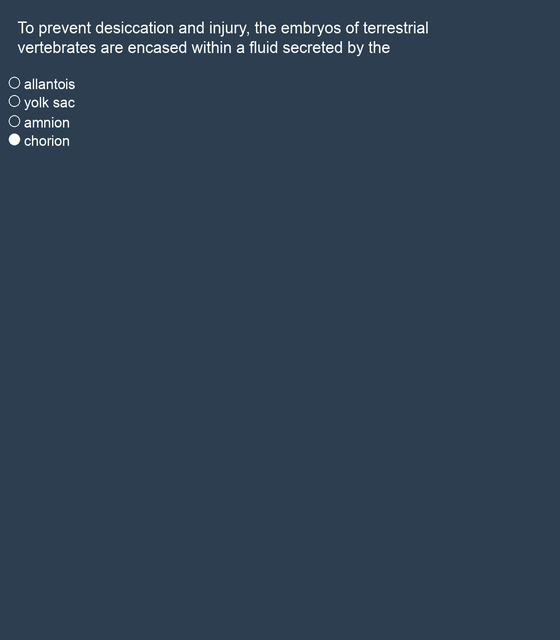 To prevent desiccation and injury, the embryos of terrestrial
vertebrates are encased within a fluid secreted by the
allantois
yolk sac
amnion
chorion